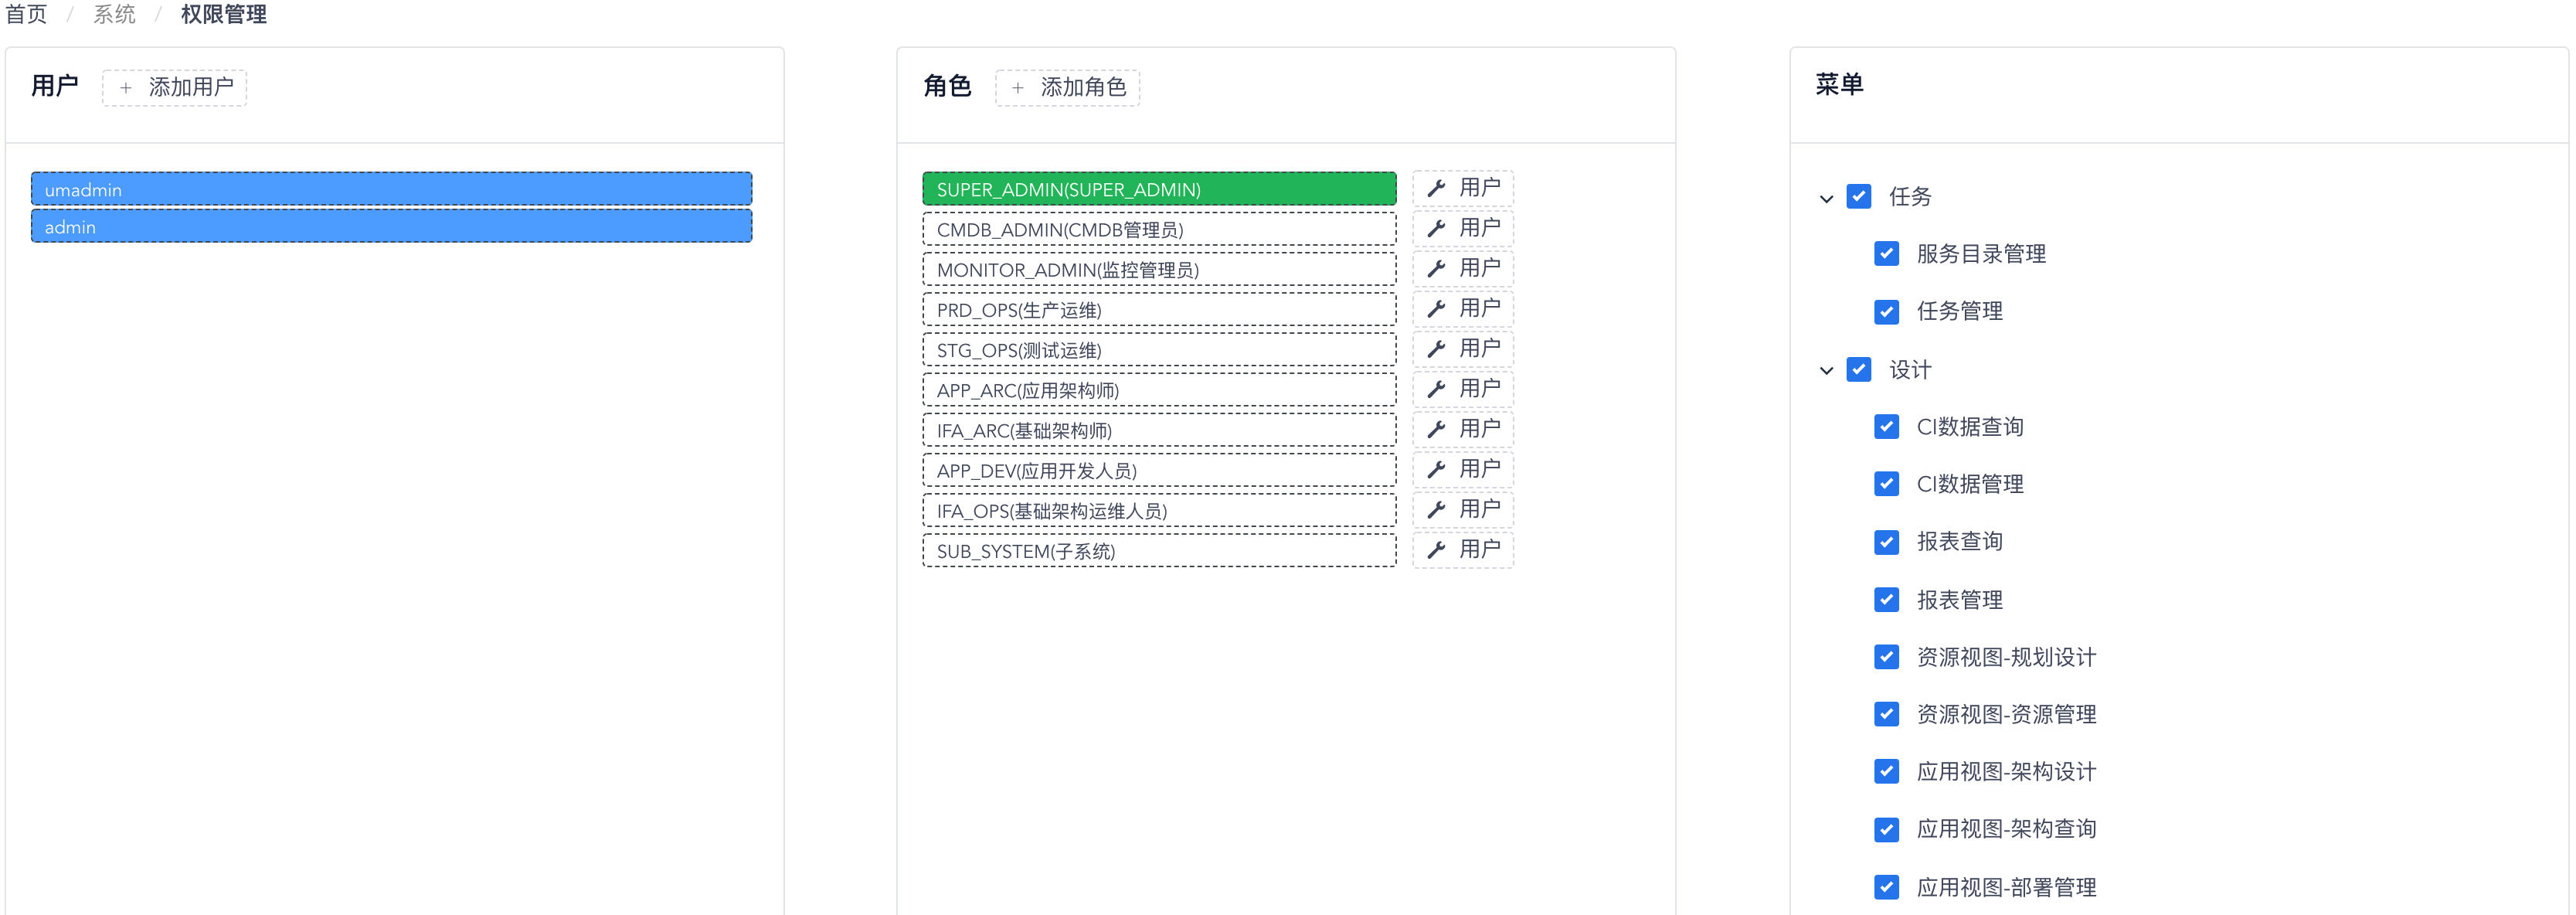 首页 / 系统 / 权限管理
用户
+ 添加用户
umadmin
admin
角色
+ 添加角色
SUPER_ADMIN(SUPER_ADMIN) 用户
CMDB_ADMIN(CMDB管理员) 用户
MONITOR_ADMIN(监控管理员) 用户
PRD_OPS(生产运维) 用户
STG_OPS(测试运维) 用户
APP_ARC(应用架构师) 用户
IFA_ARC(基础架构师) 用户
APP_DEV(应用开发人员) 用户
IFA_OPS(基础架构运维人员) 用户
SUB_SYSTEM(子系统) 用户
菜单
任务
服务目录管理
任务管理
设计
CI数据查询
CI数据管理
报表查询
报表管理
资源视图-规划设计
资源视图-资源管理
应用视图-架构设计
应用视图-架构查询
应用视图-部署管理